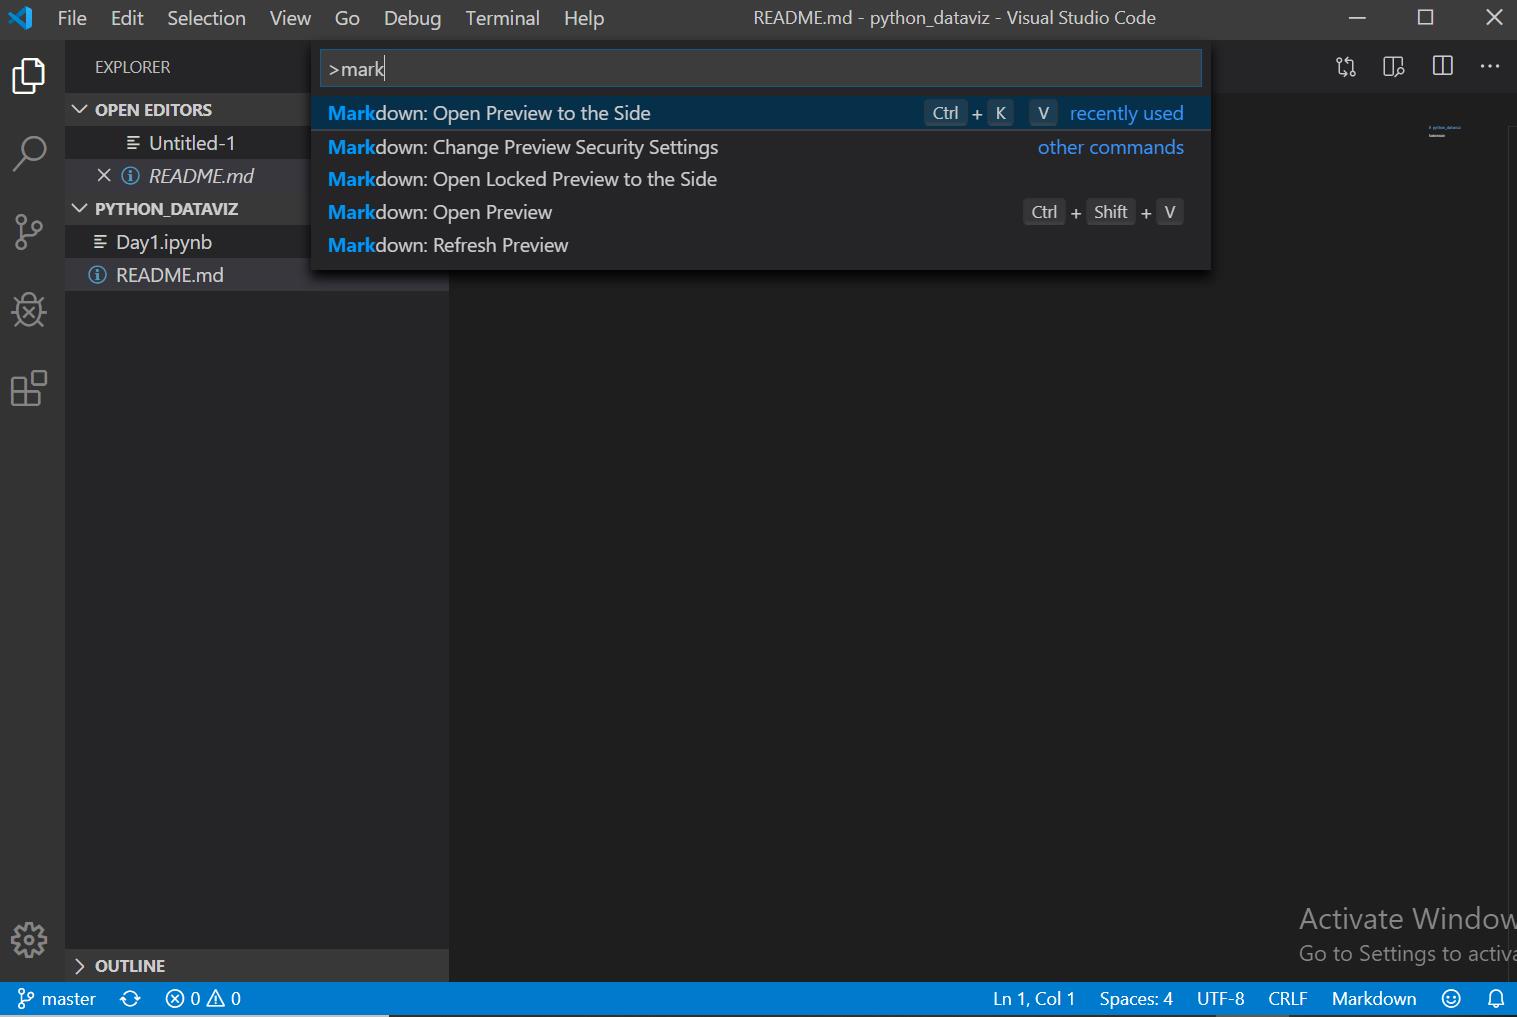 File Edit Selection View Go Debug Terminal Help README.md - python_dataviz - Visual Studio Code
EXPLORER
>mark
OPEN EDITORS
Untitled-1
README.md
PYTHON_DATAVIZ
Day1.ipynb
README.md
Markdown: Open Preview to the Side Ctrl + K V recently used
Markdown: Change Preview Security Settings other commands
Markdown: Open Locked Preview to the Side
Markdown: Open Preview Ctrl + Shift + V
Markdown: Refresh Preview
# python_dataviz
Activate Window
Go to Settings to activa
OUTLINE
master 0 0 Ln 1, Col 1 Spaces: 4 UTF-8 CRLF Markdown